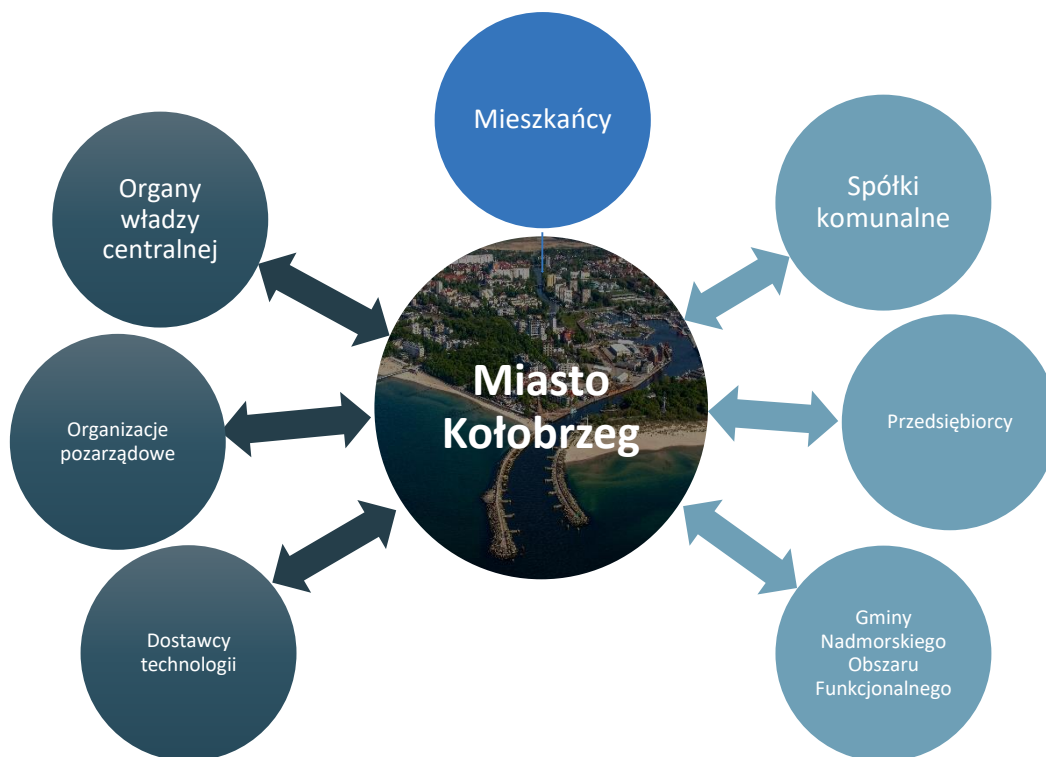 Mieszkańcy
Organy
władzy
centralnej
Spółki
komunalne
Miasto
Kołobrzeg
Organizacje
pozarządowe
Przedsiębiorcy
Dostawcy
technologii
Gminy
Nadmorskiego
Obszaru
Funkcjonalnego